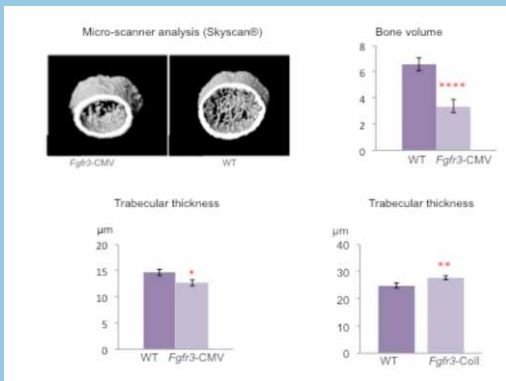 Micro-scanner analysis (Skyscan®)
Fgfr3-CMV
WT
Bone volume
8
6
4
2
0
****
WT Fgfr3-CMV
Trabecular thickness
µm
20
15
10
5
0
*
WT Fgfr3-CMV
Trabecular thickness
µm
40
30
20
10
0
**
WT Fgfr3-Coll